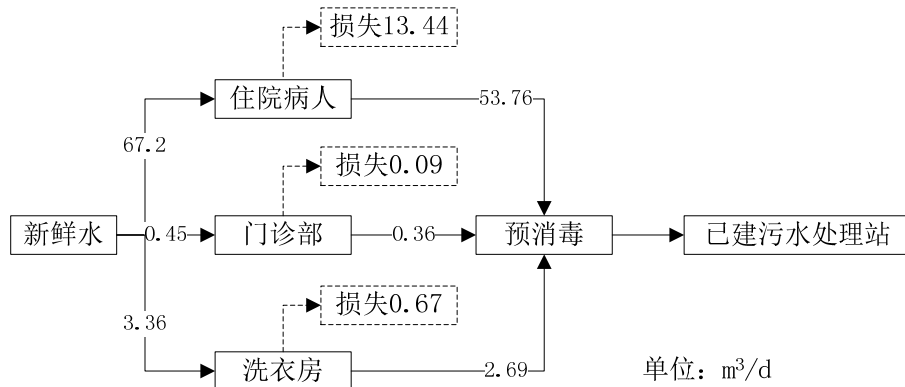 损失13.44
住院病人
53.76
67.2
损失0.09
新鲜水
0.45
门诊部
0.36
预消毒
已建污水处理站
损失0.67
3.36
洗衣房
2.69
单位：m³/d